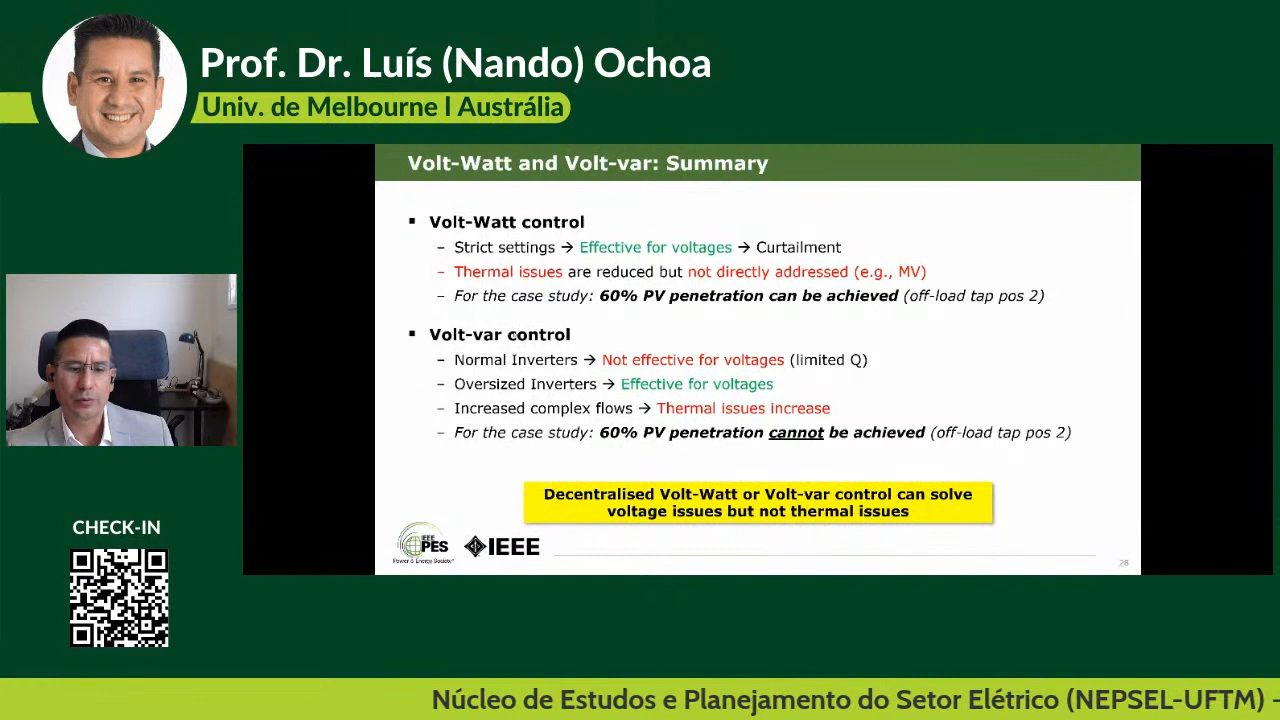 Prof. Dr. Luís (Nando) Ochoa
Univ. de Melbourne I Austrália
Volt-Watt and Volt-var: Summary
▪ Volt-Watt control
– Strict settings → Effective for voltages → Curtailment
– Thermal issues are reduced but not directly addressed (e.g., MV)
– For the case study: 60% PV penetration can be achieved (off-load tap pos 2)
▪ Volt-var control
– Normal Inverters → Not effective for voltages (limited Q)
– Oversized Inverters → Effective for voltages
– Increased complex flows → Thermal issues increase
– For the case study: 60% PV penetration cannot be achieved (off-load tap pos 2)
Decentralised Volt-Watt or Volt-var control can solve
voltage issues but not thermal issues
IEEE
PES
Power & Energy Society®
IEEE
28
CHECK-IN
Núcleo de Estudos e Planejamento do Setor Elétrico (NEPSEL-UFTM) -